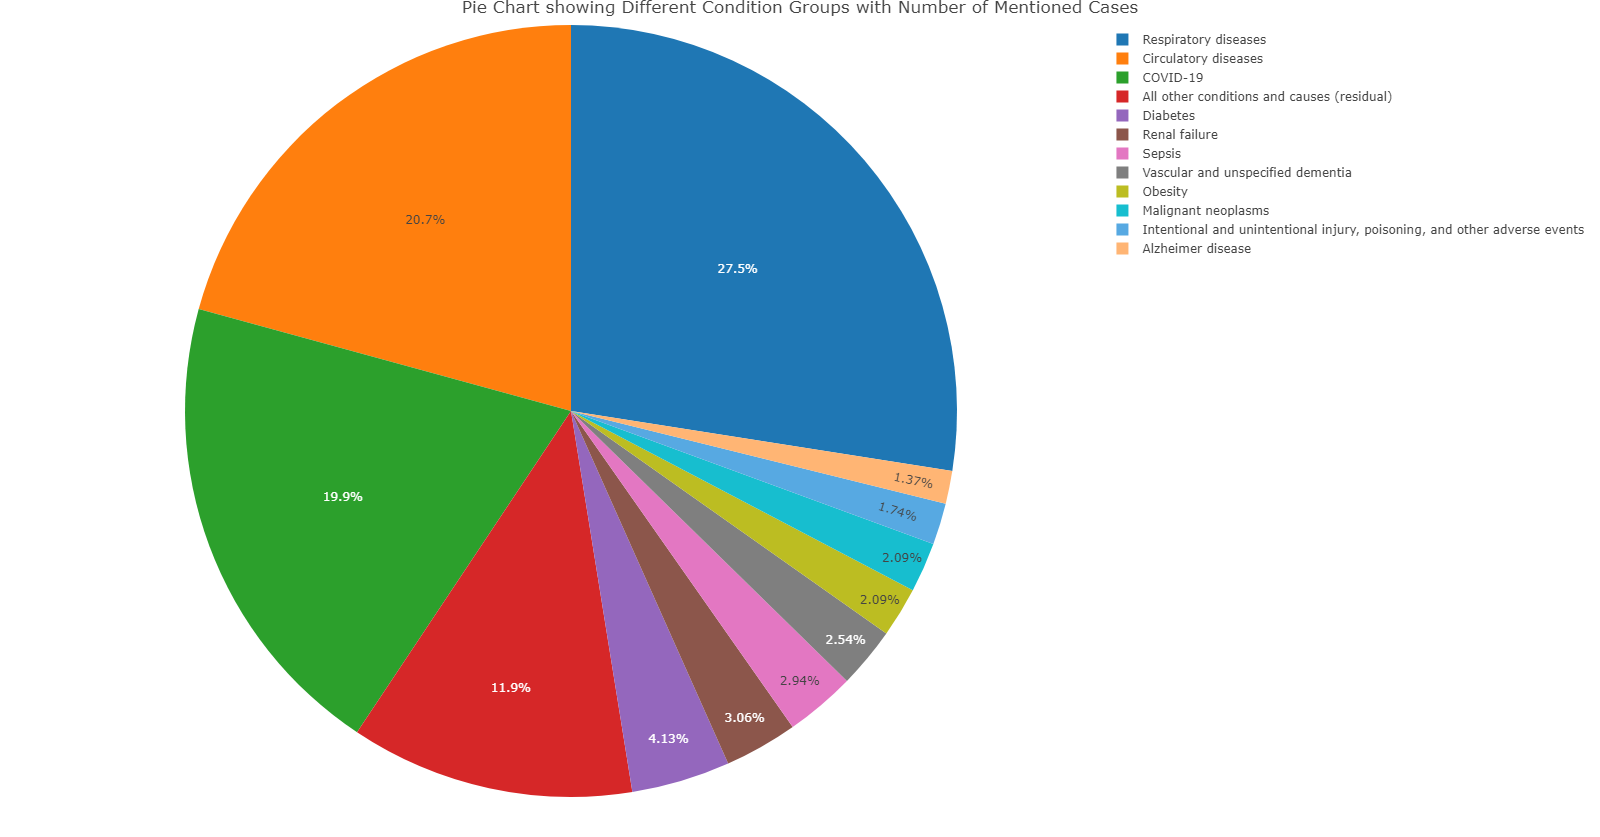 Pie Chart showing Different Condition Groups with Number of Mentioned Cases
Respiratory diseases
Circulatory diseases
COVID-19
All other conditions and causes (residual)
Diabetes
Renal failure
Sepsis
Vascular and unspecified dementia
Obesity
Malignant neoplasms
Intentional and unintentional injury, poisoning, and other adverse events
Alzheimer disease
20.7%
27.5%
19.9%
1.37%
1.74%
2.09%
2.09%
2.54%
2.94%
11.9%
3.06%
4.13%